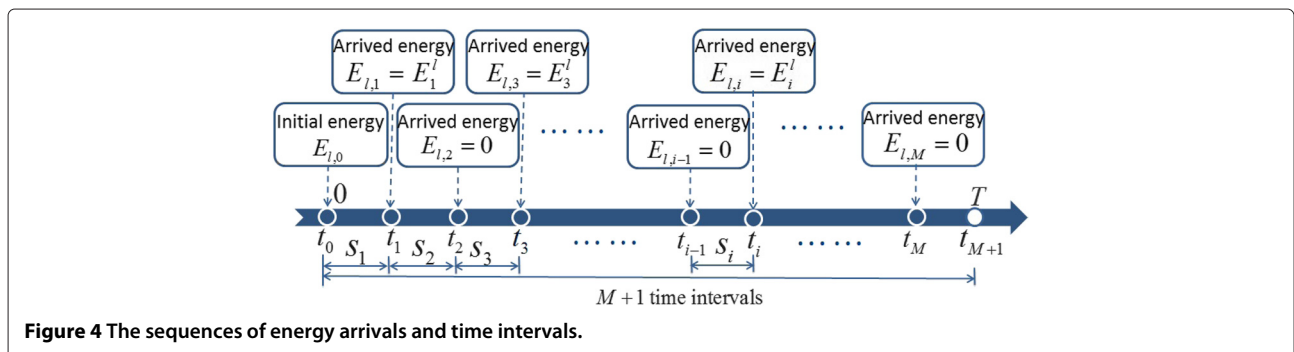 Arrived energy
E_{l,1} = E_1^l
Arrived energy
E_{l,3} = E_3^l
Arrived energy
E_{l,i} = E_i^l
Initial energy
E_{l,0}
Arrived energy
E_{l,2} = 0
…… 
Arrived energy
E_{l,i-1} = 0
……
Arrived energy
E_{l,M} = 0
0 T
t_0 S_1 t_1 S_2 t_2 S_3 t_3 …… t_{i-1} S_i t_i …… t_M t_{M+1}
M + 1 time intervals
Figure 4 The sequences of energy arrivals and time intervals.